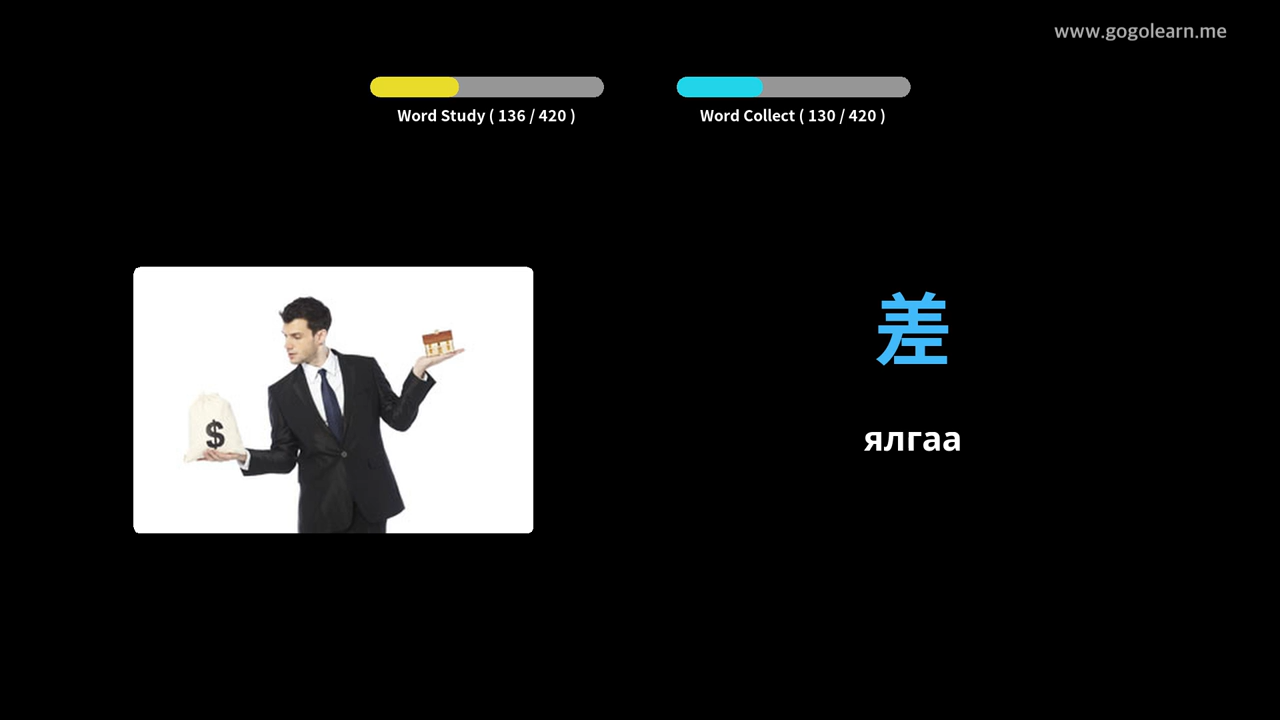 www.gogolearn.me
Word Study ( 136 / 420 )
Word Collect ( 130 / 420 )
差
ялгаа
$